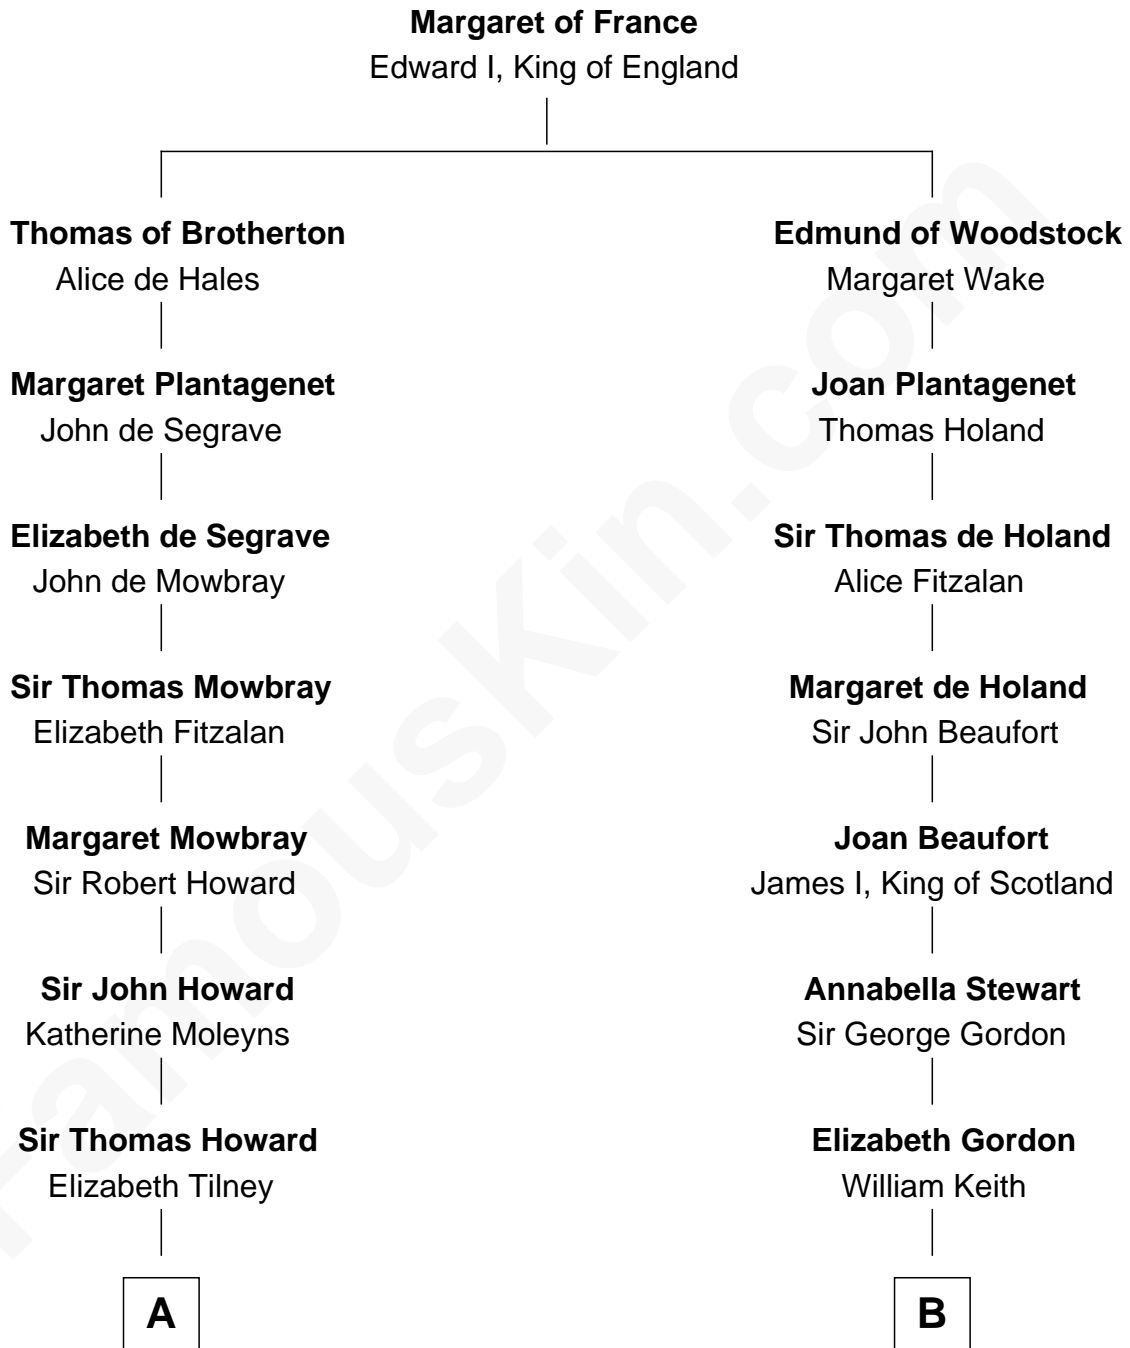 Margaret of France
Edward I, King of England
Thomas of Brotherton
Alice de Hales
Edmund of Woodstock
Margaret Wake
Margaret Plantagenet
John de Segrave
Joan Plantagenet
Thomas Holand
Elizabeth de Segrave
John de Mowbray
Sir Thomas de Holand
Alice Fitzalan
Sir Thomas Mowbray
Elizabeth Fitzalan
Margaret de Holand
Sir John Beaufort
Margaret Mowbray
Sir Robert Howard
Joan Beaufort
James I, King of Scotland
Sir John Howard
Katherine Moleyns
Annabella Stewart
Sir George Gordon
Sir Thomas Howard
Elizabeth Tilney
Elizabeth Gordon
William Keith
A
B
FamousKin.com